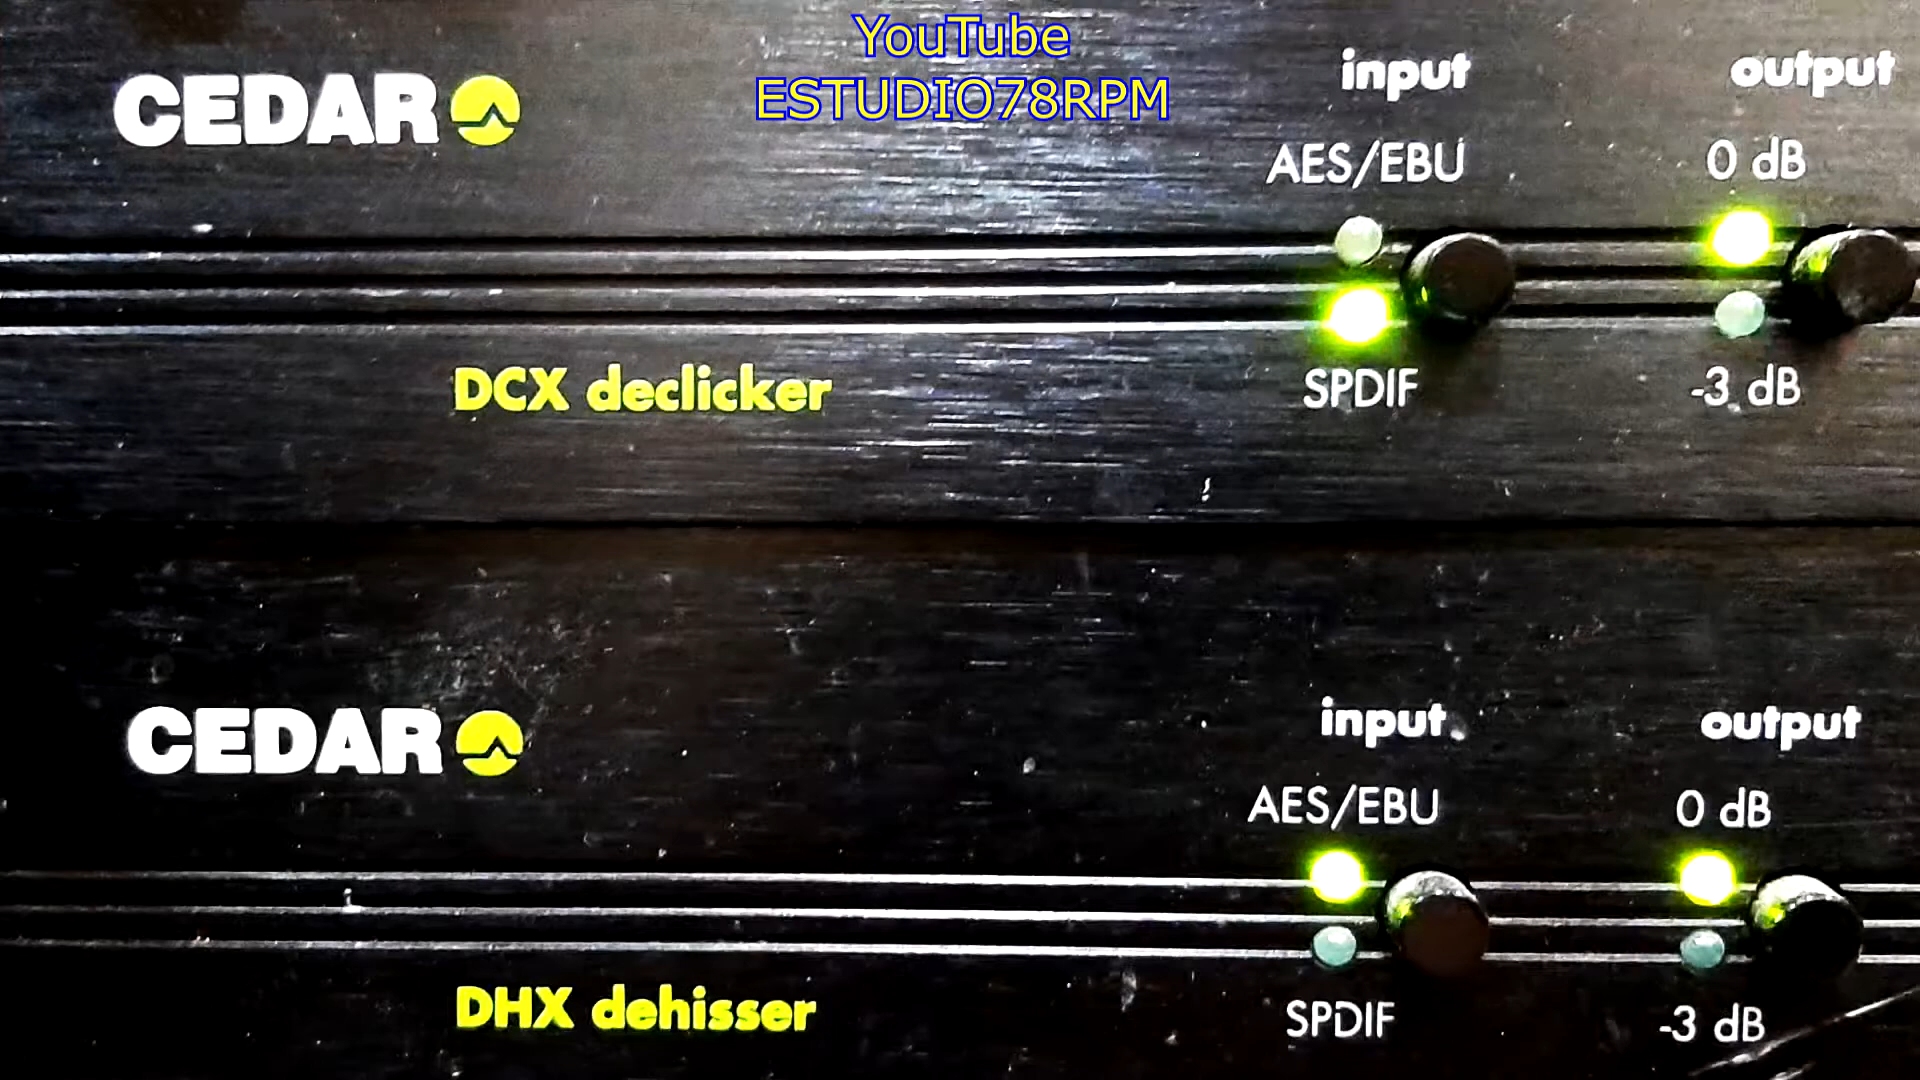 YouTube
ESTUDIO78RPM
CEDAR
input
output
AES/EBU
0 dB
SPDIF
-3 dB
DCX declicker
CEDAR
input
output
AES/EBU
0 dB
SPDIF
-3 dB
DHX dehisser